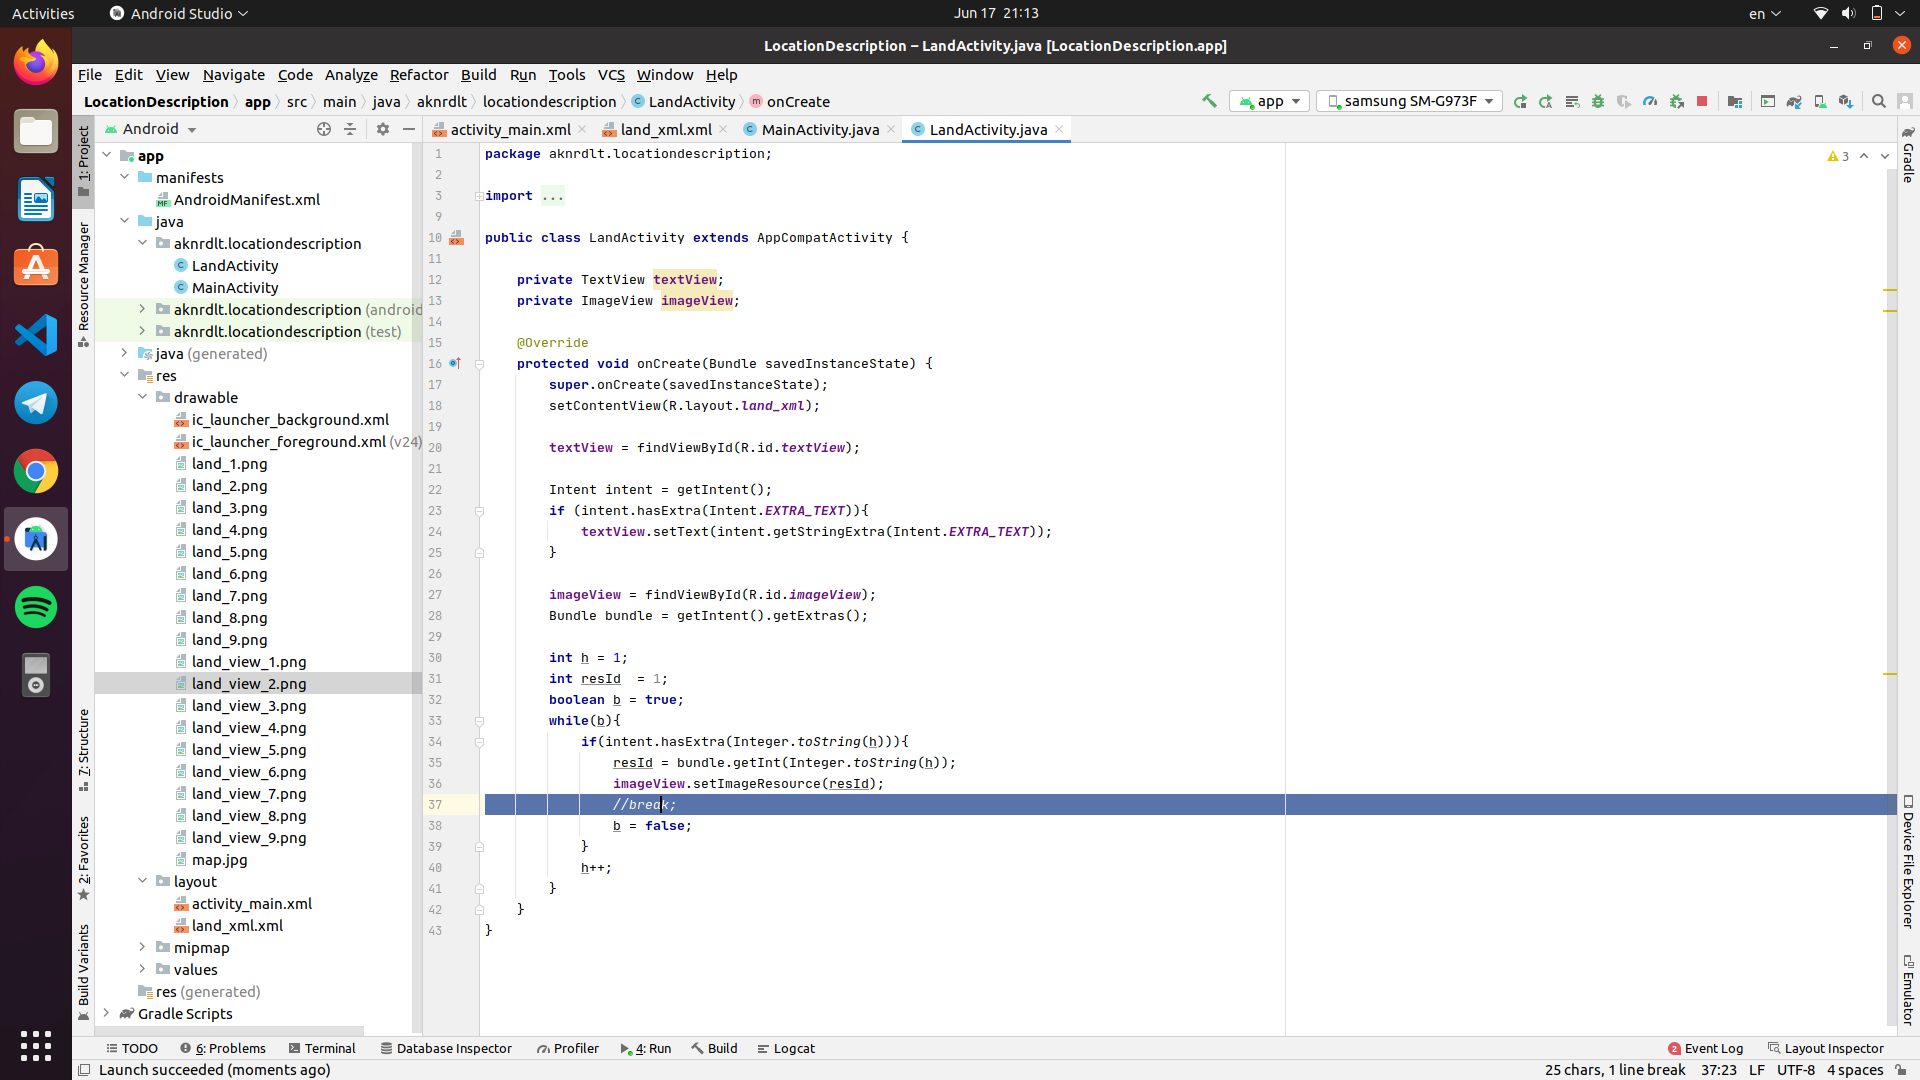 Activities Android Studio Jun 17 21:13 en
LocationDescription – LandActivity.java [LocationDescription.app]
File Edit View Navigate Code Analyze Refactor Build Run Tools VCS Window Help
LocationDescription app src main java aknrdlt locationdescription LandActivity onCreate app samsung SM-G973F
Android
activity_main.xml land_xml.xml MainActivity.java LandActivity.java
1: Project
Resource Manager
7: Structure
2: Favorites
Build Variants
app
manifests
AndroidManifest.xml
java
aknrdlt.locationdescription
LandActivity
MainActivity
aknrdlt.locationdescription (android
aknrdlt.locationdescription (test)
java (generated)
res
drawable
ic_launcher_background.xml
ic_launcher_foreground.xml (v24)
land_1.png
land_2.png
land_3.png
land_4.png
land_5.png
land_6.png
land_7.png
land_8.png
land_9.png
land_view_1.png
land_view_2.png
land_view_3.png
land_view_4.png
land_view_5.png
land_view_6.png
land_view_7.png
land_view_8.png
land_view_9.png
map.jpg
layout
activity_main.xml
land_xml.xml
mipmap
values
res (generated)
Gradle Scripts
1 package aknrdlt.locationdescription;
2
3 import ...
9
10 public class LandActivity extends AppCompatActivity {
11
12 private TextView textView;
13 private ImageView imageView;
14
15 @Override
16 protected void onCreate(Bundle savedInstanceState) {
17 super.onCreate(savedInstanceState);
18 setContentView(R.layout.land_xml);
19
20 textView = findViewById(R.id.textView);
21
22 Intent intent = getIntent();
23 if (intent.hasExtra(Intent.EXTRA_TEXT)){
24 textView.setText(intent.getStringExtra(Intent.EXTRA_TEXT));
25 }
26
27 imageView = findViewById(R.id.imageView);
28 Bundle bundle = getIntent().getExtras();
29
30 int h = 1;
31 int resId  = 1;
32 boolean b = true;
33 while(b){
34 if(intent.hasExtra(Integer.toString(h))){
35 resId = bundle.getInt(Integer.toString(h));
36 imageView.setImageResource(resId);
37 //break;
38 b = false;
39 }
40 h++;
41 }
42 }
43 }
3
Gradle
Device File Explorer
Emulator
TODO 6: Problems Terminal Database Inspector Profiler 4: Run Build Logcat 2 Event Log Layout Inspector
Launch succeeded (moments ago) 25 chars, 1 line break 37:23 LF UTF-8 4 spaces